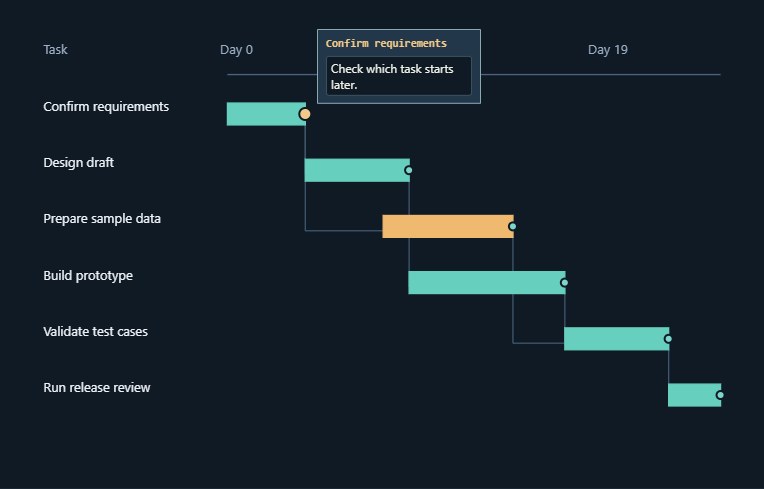 Task
Day 0
Day 19
Confirm requirements
Check which task starts
later.
Confirm requirements
Design draft
Prepare sample data
Build prototype
Validate test cases
Run release review